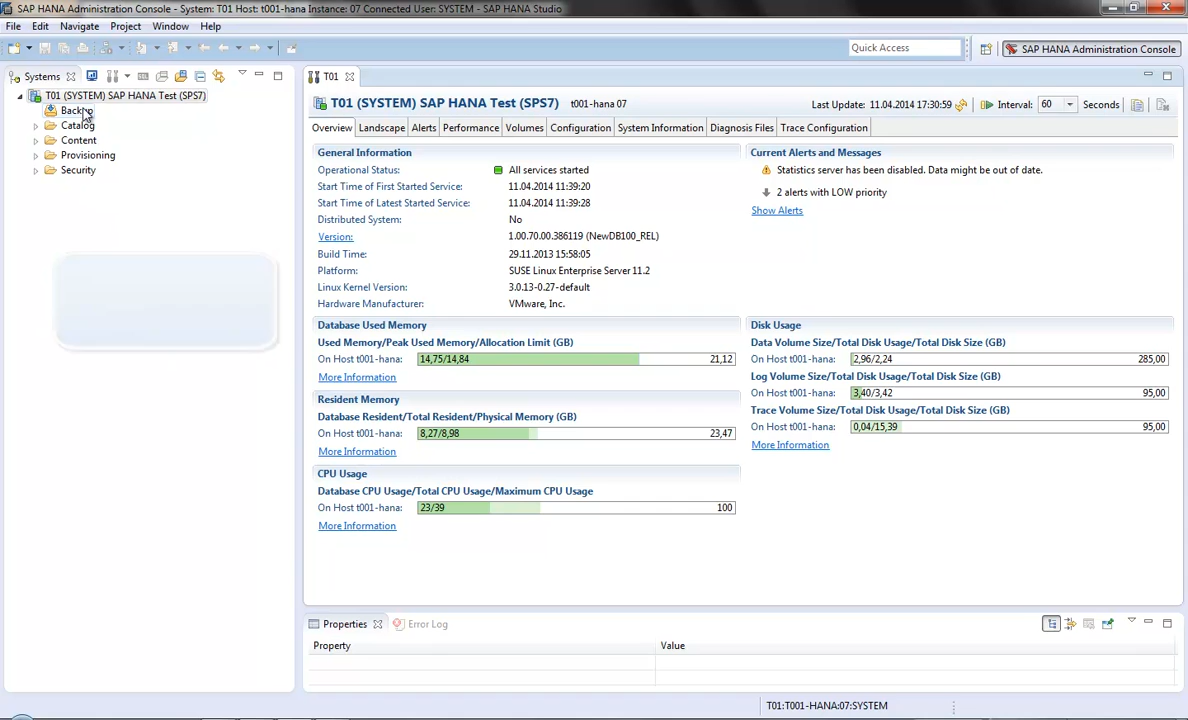 SAP HANA Administration Console - System: T01 Host: t001-hana Instance: 07 Connected User: SYSTEM - SAP HANA Studio
File Edit Navigate Project Window Help
Quick Access SAP HANA Administration Console
Systems
T01 (SYSTEM) SAP HANA Test (SPS7)
Backup
Catalog
Content
Provisioning
Security
T01
T01 (SYSTEM) SAP HANA Test (SPS7) t001-hana 07 Last Update: 11.04.2014 17:30:59 Interval: 60 Seconds
Overview Landscape Alerts Performance Volumes Configuration System Information Diagnosis Files Trace Configuration
General Information
Operational Status: All services started
Start Time of First Started Service: 11.04.2014 11:39:20
Start Time of Latest Started Service: 11.04.2014 11:39:28
Distributed System: No
Version: 1.00.70.00.386119 (NewDB100_REL)
Build Time: 29.11.2013 15:58:05
Platform: SUSE Linux Enterprise Server 11.2
Linux Kernel Version: 3.0.13-0.27-default
Hardware Manufacturer: VMware, Inc.
Current Alerts and Messages
Statistics server has been disabled. Data might be out of date.
2 alerts with LOW priority
Show Alerts
Database Used Memory
Used Memory/Peak Used Memory/Allocation Limit (GB)
On Host t001-hana: 14,75/14,84 21,12
More Information
Resident Memory
Database Resident/Total Resident/Physical Memory (GB)
On Host t001-hana: 8,27/8,98 23,47
More Information
CPU Usage
Database CPU Usage/Total CPU Usage/Maximum CPU Usage
On Host t001-hana: 23/39 100
More Information
Disk Usage
Data Volume Size/Total Disk Usage/Total Disk Size (GB)
On Host t001-hana: 2,96/2,24 285,00
Log Volume Size/Total Disk Usage/Total Disk Size (GB)
On Host t001-hana: 3,40/3,42 95,00
Trace Volume Size/Total Disk Usage/Total Disk Size (GB)
On Host t001-hana: 0,04/15,39 95,00
More Information
Properties Error Log
Property Value
T01:T001-HANA:07:SYSTEM